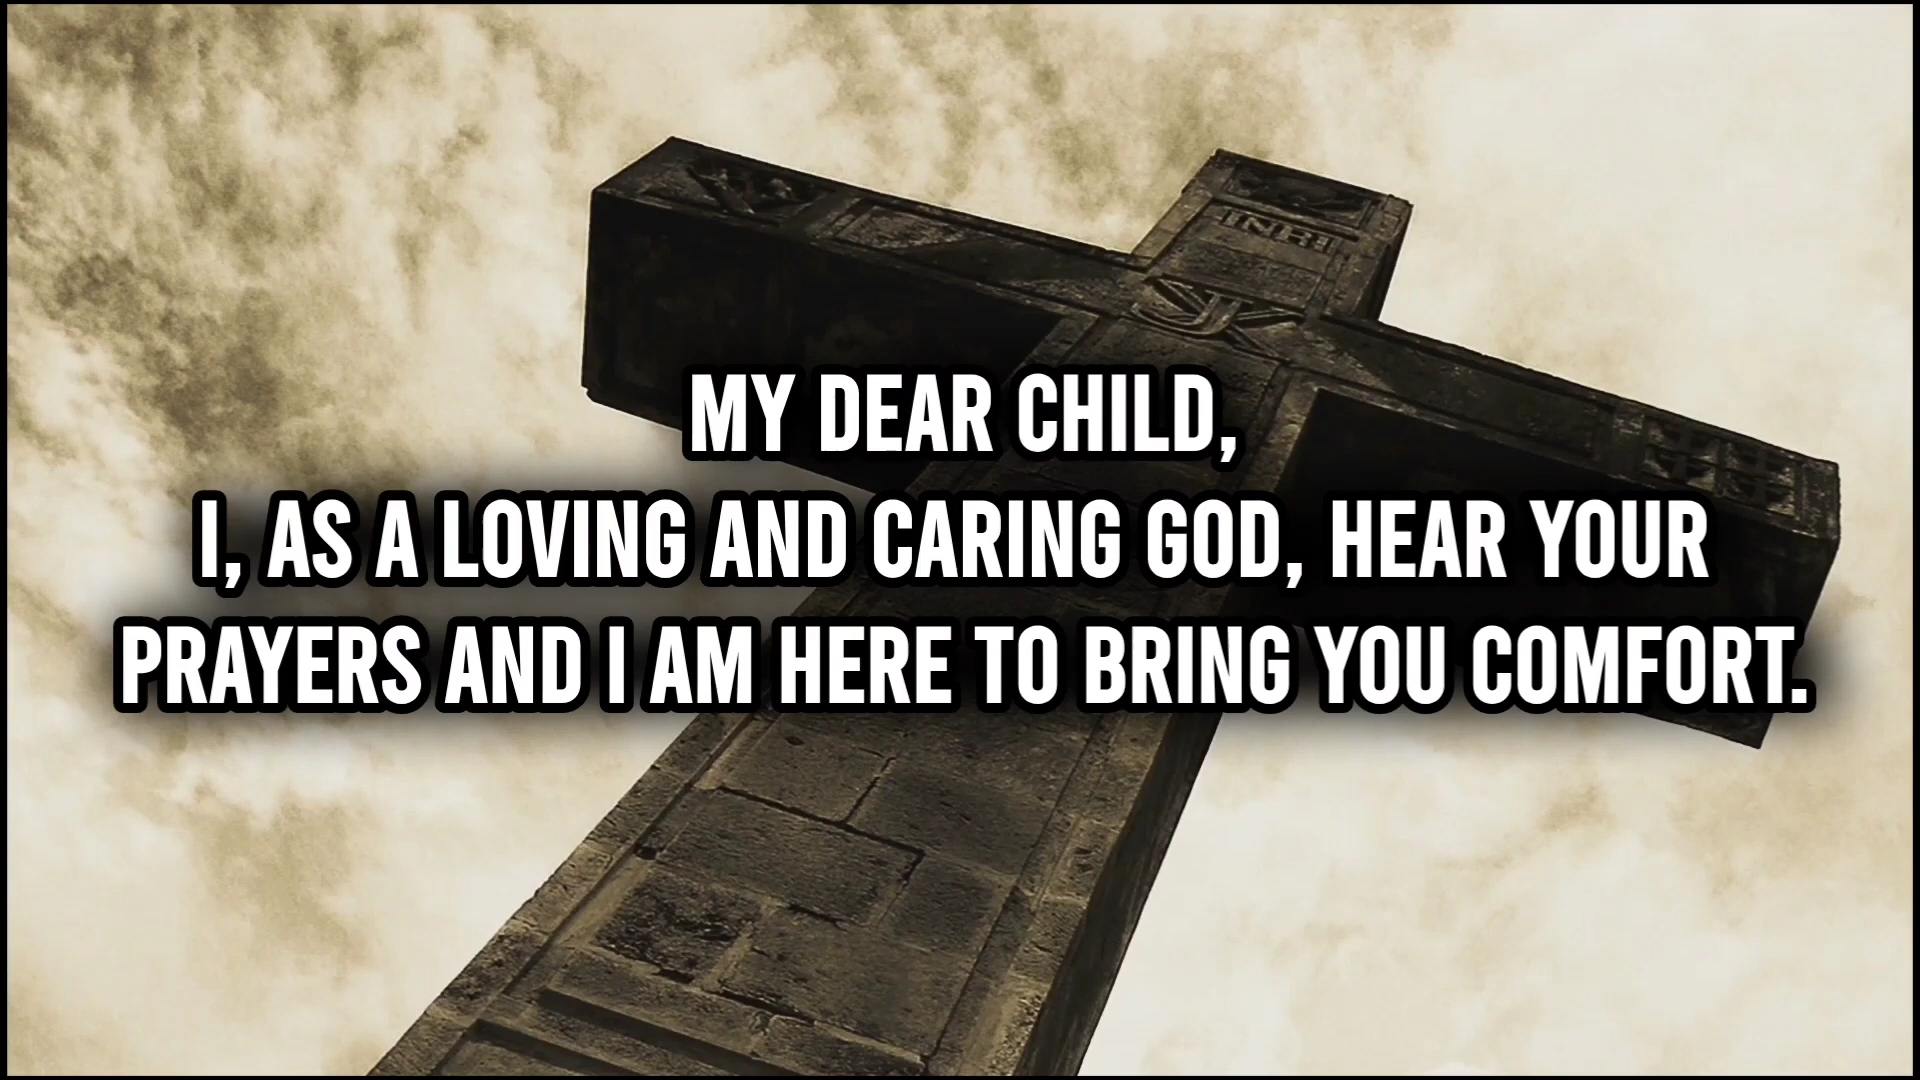 INRI
MY DEAR CHILD,
I, AS A LOVING AND CARING GOD, HEAR YOUR
PRAYERS AND I AM HERE TO BRING YOU COMFORT.